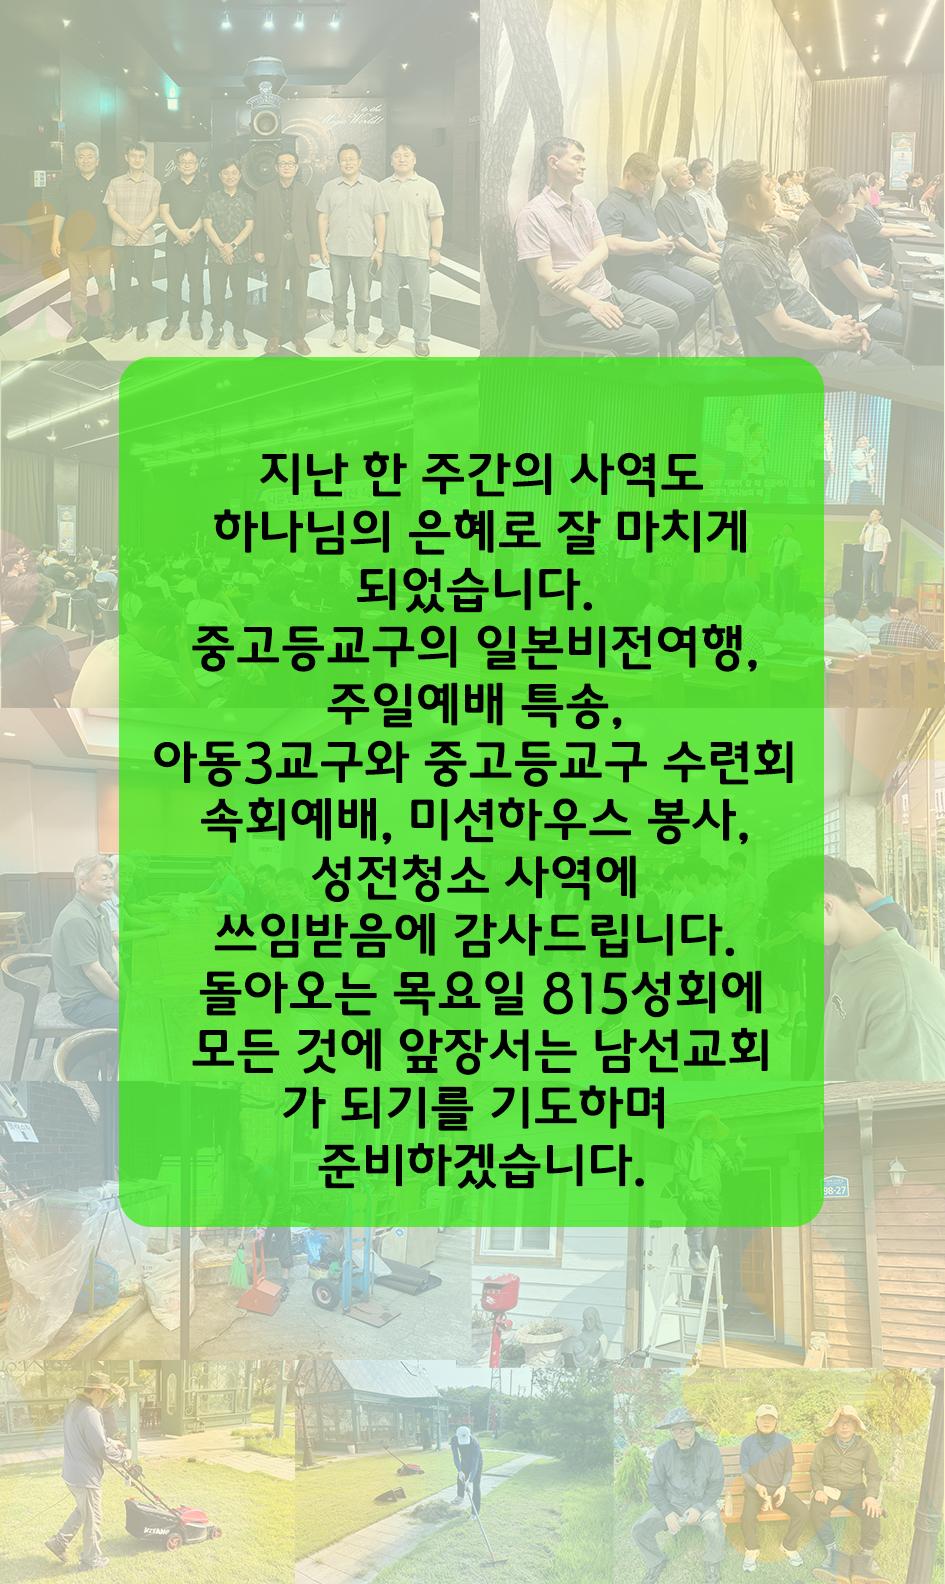 to the
Magic World!
지난 한 주간의 사역도
하나님의 은혜로 잘 마치게
되었습니다.
중고등교구의 일본비전여행,
주일예배 특송,
아동3교구와 중고등교구 수련회
속회예배, 미션하우스 봉사,
성전청소 사역에
쓰임받음에 감사드립니다.
돌아오는 목요일 815성회에
모든 것에 앞장서는 남선교회
가 되기를 기도하며
준비하겠습니다.
98-27